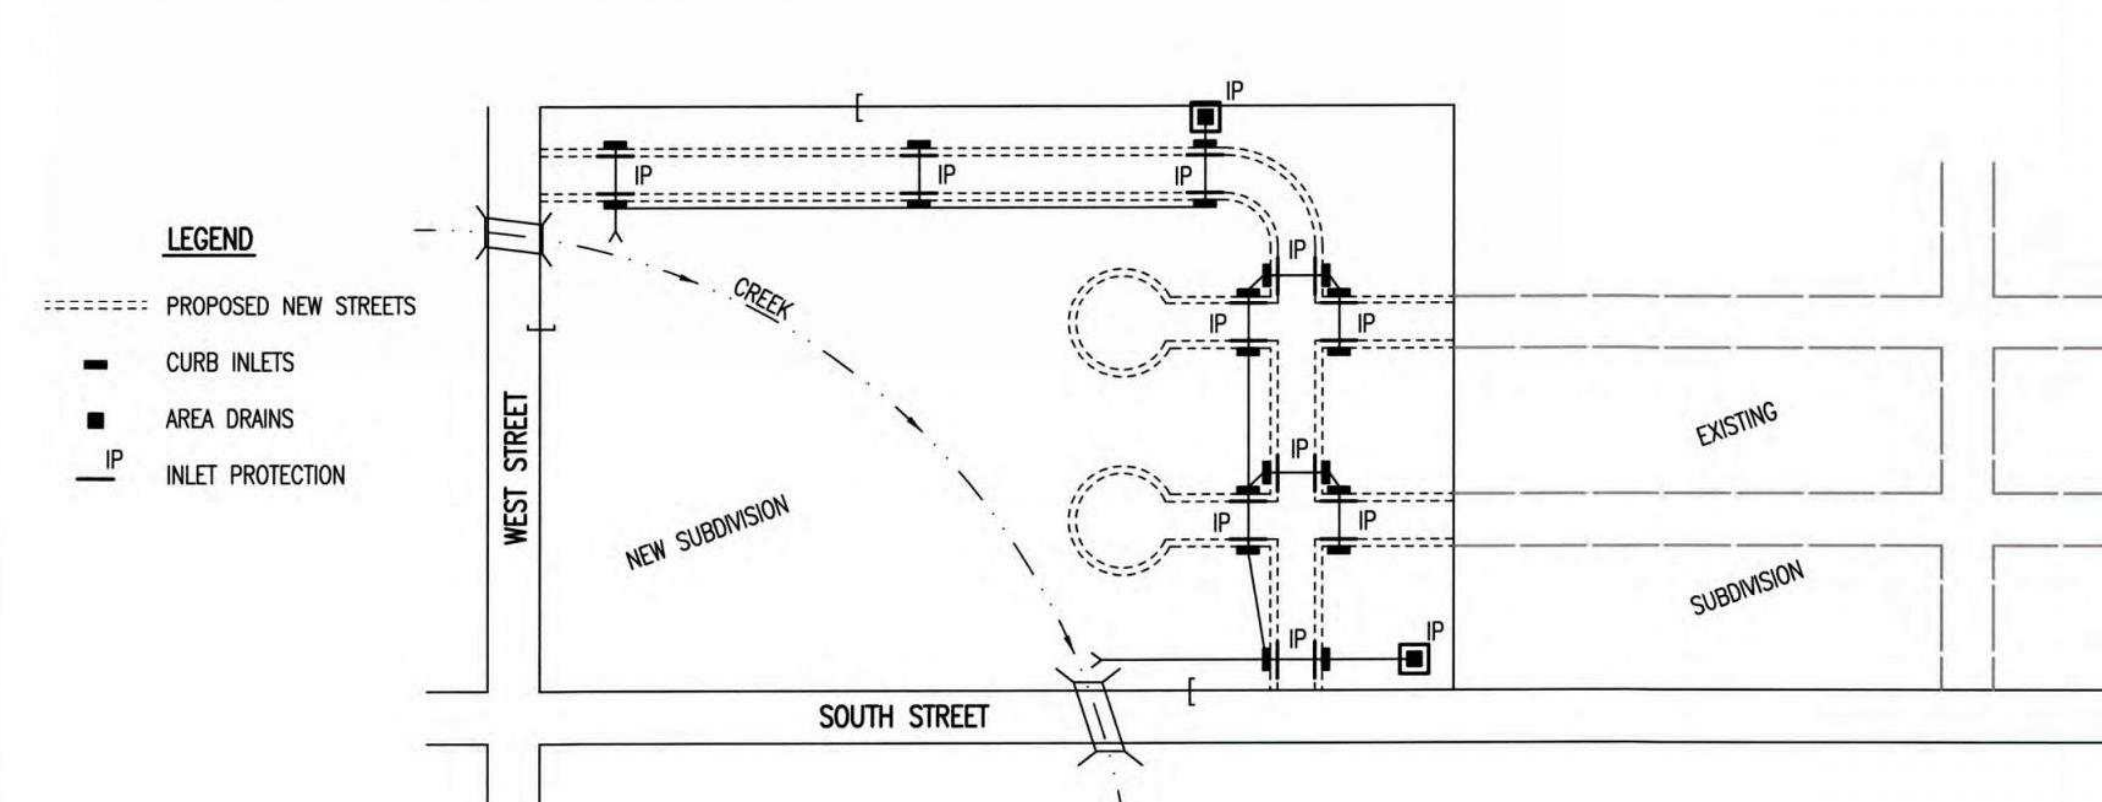 IP
IP
IP
IP
LEGEND
IP
PROPOSED NEW STREETS
CREEK
IP
IP
CURB INLETS
AREA DRAINS
EXISTING
IP
IP
INLET PROTECTION
WEST STREET
NEW SUBDIVISION
IP
IP
SUBDIVISION
IP
IP
SOUTH STREET